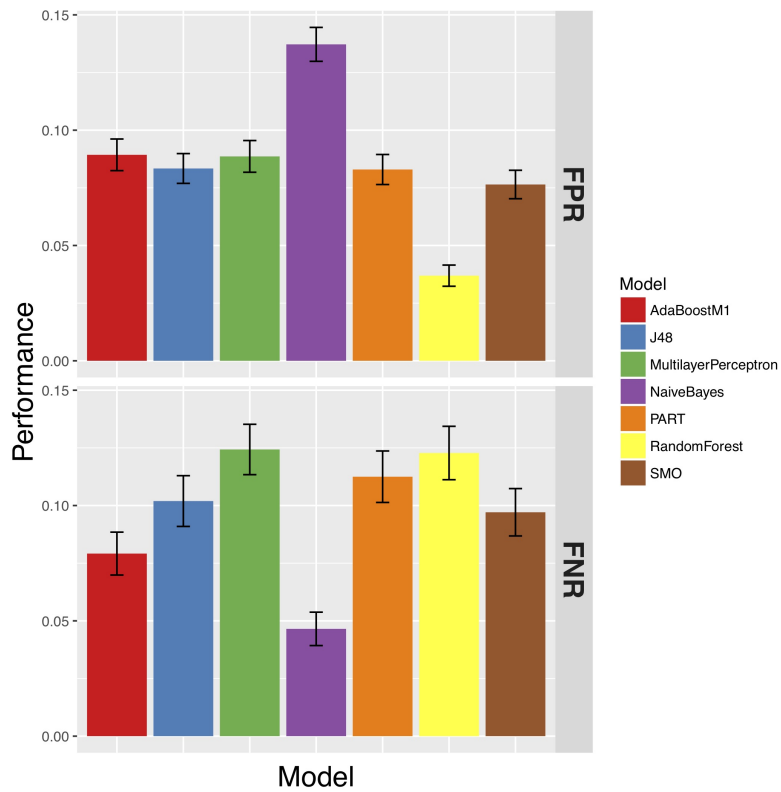 Performance
0.15
0.10
0.05
0.00
FPR
0.15
0.10
0.05
0.00
FNR
Model
Model
AdaBoostM1
J48
MultilayerPerceptron
NaiveBayes
PART
RandomForest
SMO